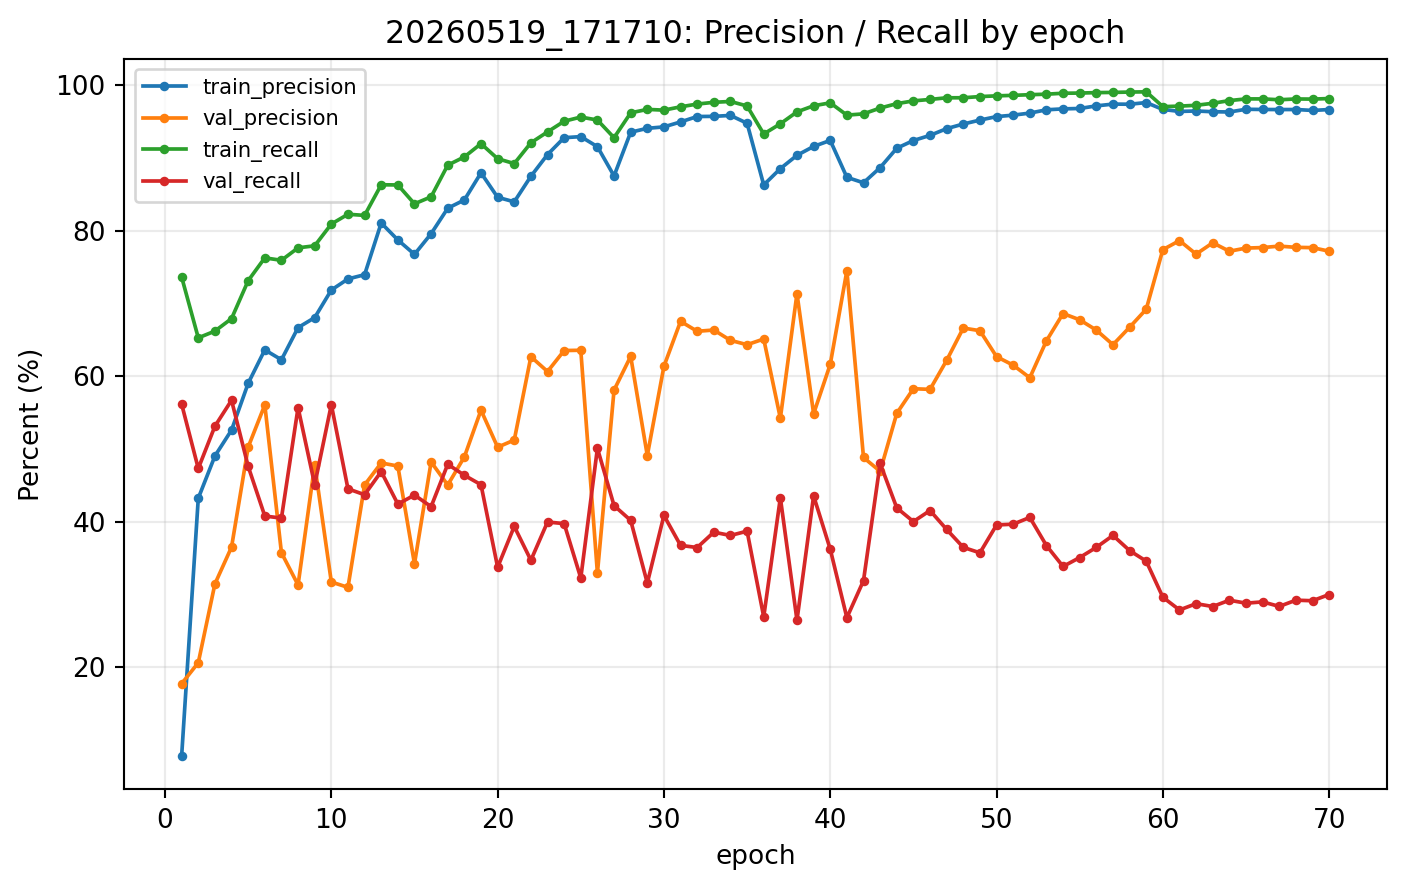 20260519_171710: Precision / Recall by epoch
train_precision
val_precision
train_recall
val_recall
Percent (%)
100
80
60
40
20
0 10 20 30 40 50 60 70
epoch